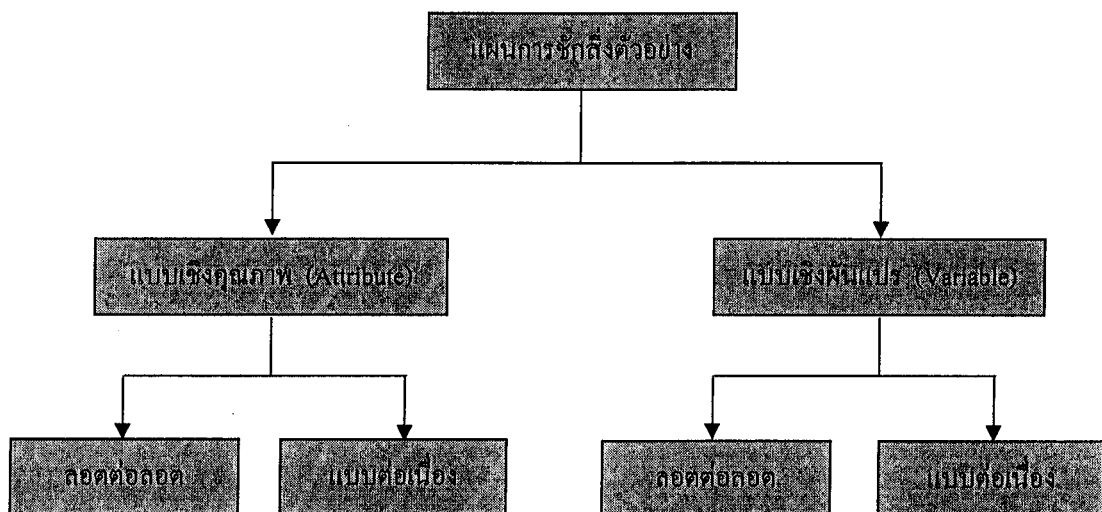 แผนการชักสิ่งตัวอย่าง
แบบเชิงคุณภาพ (Attribute)
แบบเชิงผันแปร (Variable)
ลอตต่อลอต
แบบต่อเนื่อง
ลอตต่อลอต
แบบต่อเนื่อง